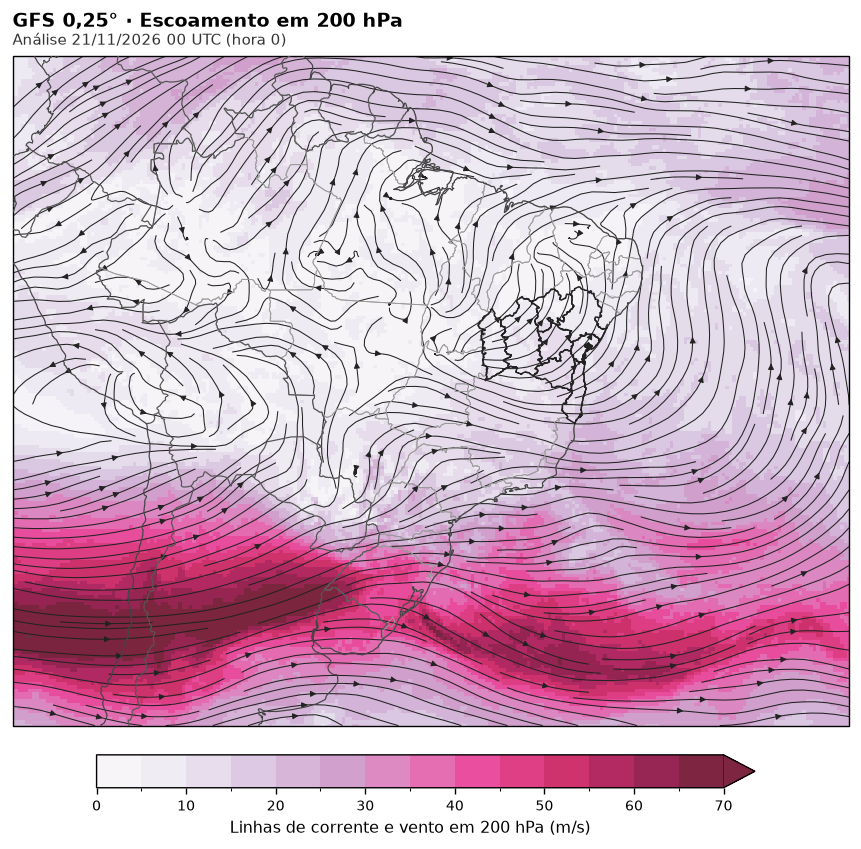 GFS 0,25° · Escoamento em 200 hPa
Análise 21/11/2026 00 UTC (hora 0)
0 10 20 30 40 50 60 70
Linhas de corrente e vento em 200 hPa (m/s)